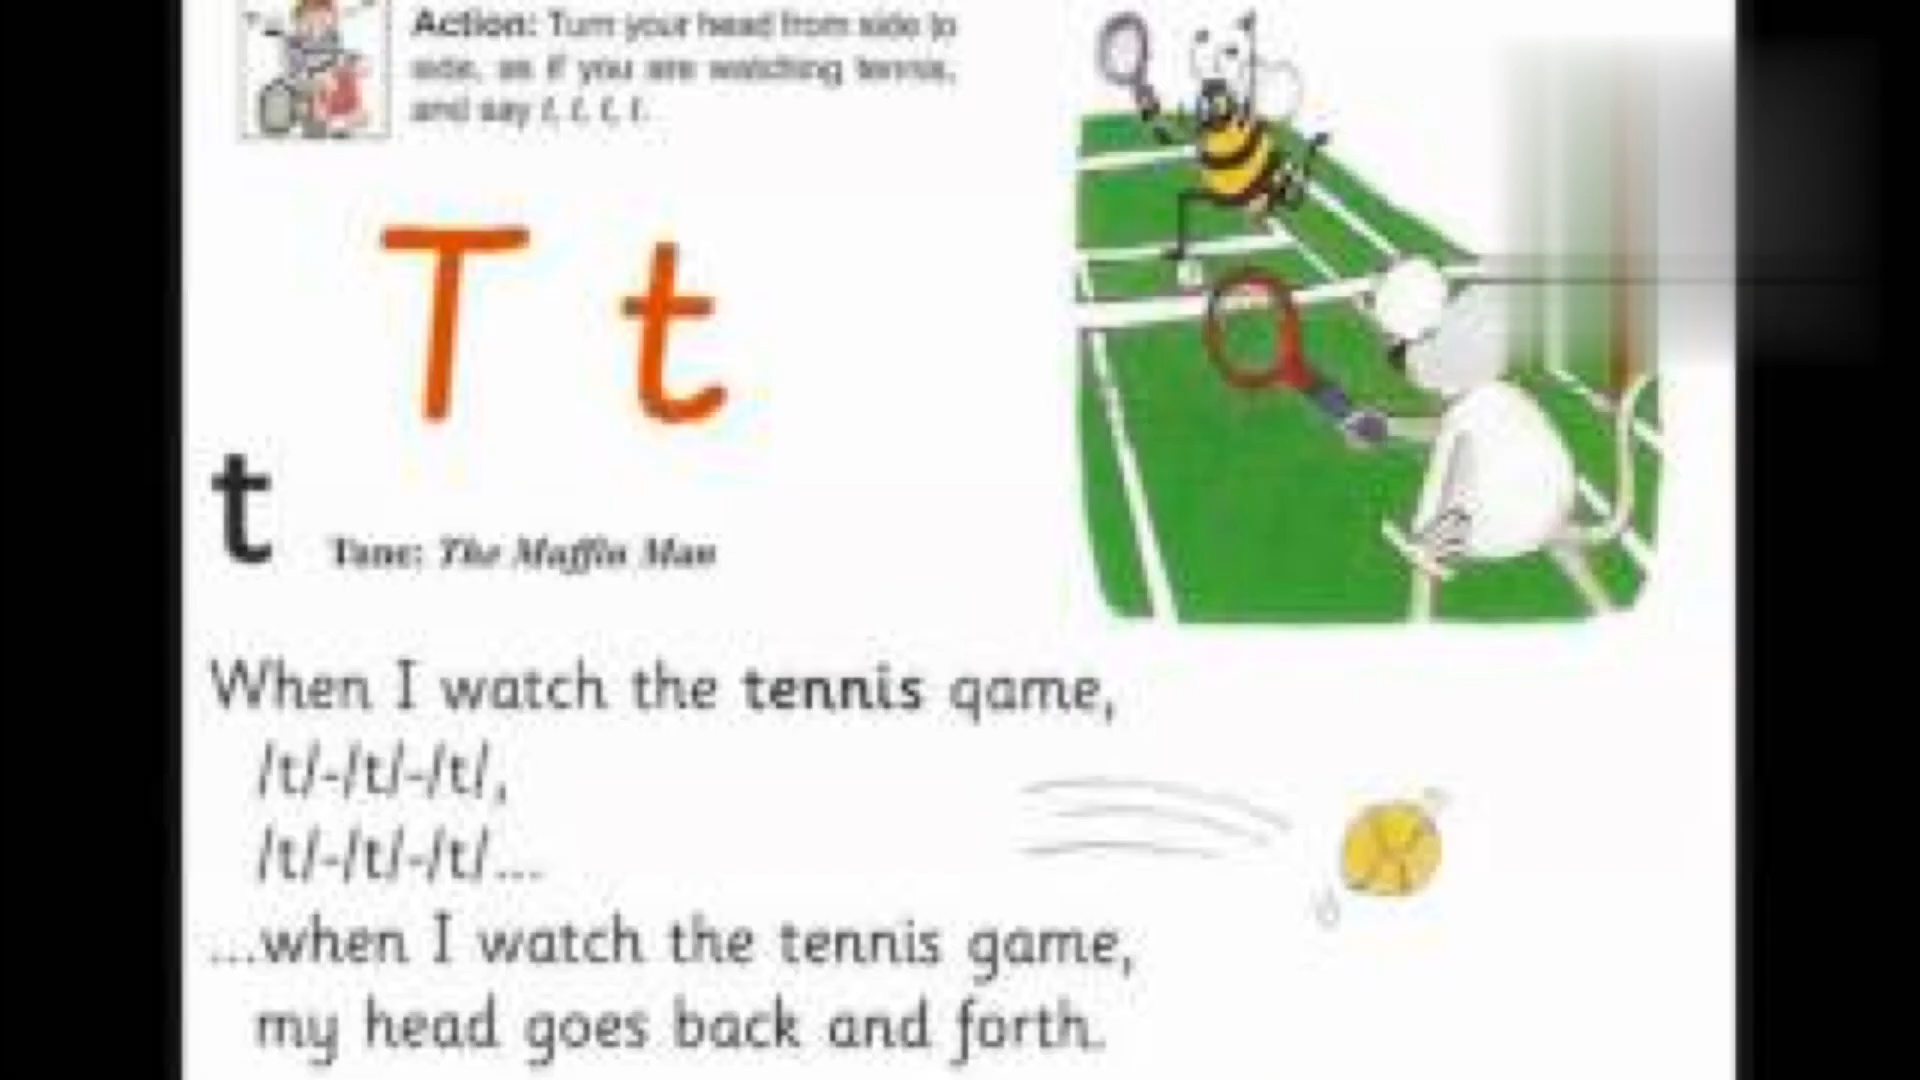 Action: Turn your head from side to
side, as if you are watching tennis,
and say t, t, t, t.
T t
t
Tune: The Muffin Man
When I watch the tennis game,
/t/-/t/-/t/,
/t/-/t/-/t/...
...when I watch the tennis game,
my head goes back and forth.